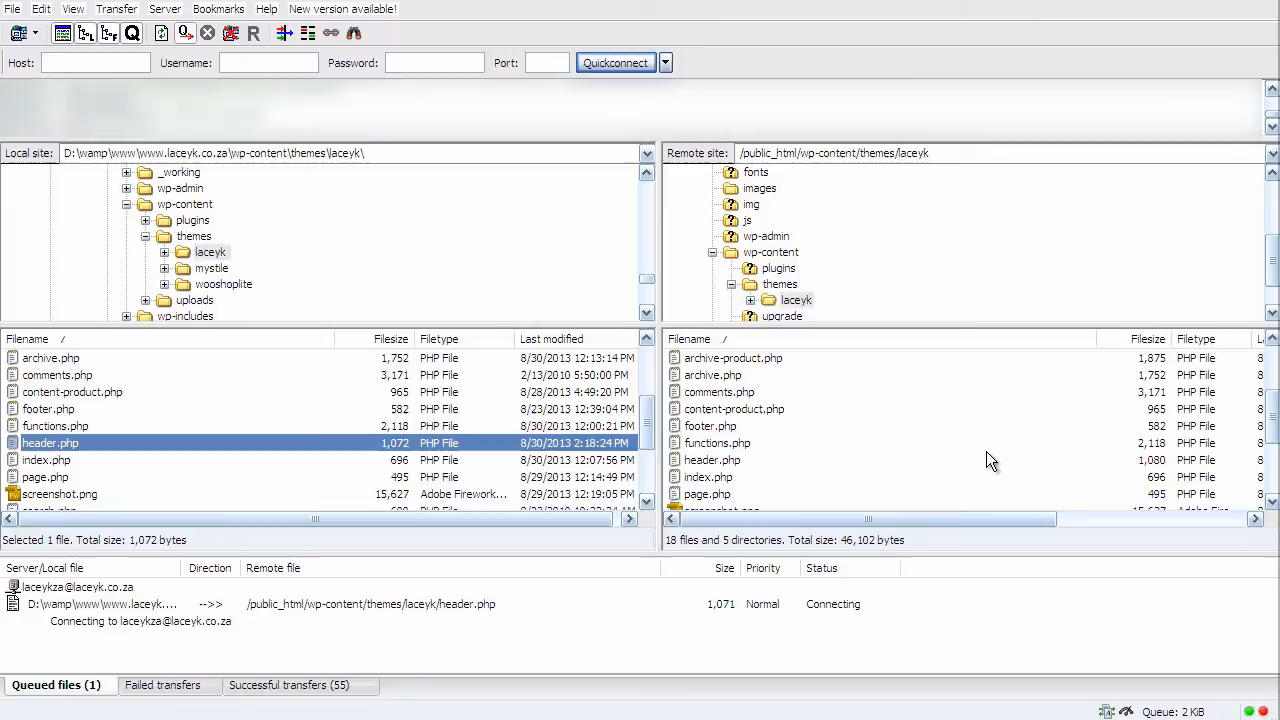 File Edit View Transfer Server Bookmarks Help New version available!
R
Host: Username: Password: Port: Quickconnect
Local site: D:\wamp\www\www.laceyk.co.za\wp-content\themes\laceyk\
_working
wp-admin
wp-content
plugins
themes
laceyk
mystile
wooshoplite
uploads
wp-includes
Remote site: /public_html/wp-content/themes/laceyk
fonts
images
img
js
wp-admin
wp-content
plugins
themes
laceyk
upgrade
Filename / Filesize Filetype Last modified
archive.php 1,752 PHP File 8/30/2013 12:13:14 PM
comments.php 3,171 PHP File 2/13/2010 5:50:00 PM
content-product.php 965 PHP File 8/28/2013 4:49:20 PM
footer.php 582 PHP File 8/23/2013 12:39:04 PM
functions.php 2,118 PHP File 8/30/2013 12:00:21 PM
header.php 1,072 PHP File 8/30/2013 2:18:24 PM
index.php 696 PHP File 8/30/2013 12:07:56 PM
page.php 495 PHP File 8/29/2013 12:14:49 PM
screenshot.png 15,627 Adobe Firework... 8/29/2013 12:19:05 PM
Selected 1 file. Total size: 1,072 bytes
Filename / Filesize Filetype L
archive-product.php 1,875 PHP File 8
archive.php 1,752 PHP File 8
comments.php 3,171 PHP File 8
content-product.php 965 PHP File 8
footer.php 582 PHP File 8
functions.php 2,118 PHP File 8
header.php 1,080 PHP File 8
index.php 696 PHP File 8
page.php 495 PHP File 8
18 files and 5 directories. Total size: 46,102 bytes
Server/Local file Direction Remote file Size Priority Status
laceykza@laceyk.co.za
D:\wamp\www\www.laceyk.... -->> /public_html/wp-content/themes/laceyk/header.php 1,071 Normal Connecting
Connecting to laceykza@laceyk.co.za
Queued files (1) Failed transfers Successful transfers (55)
Queue: 2 KiB